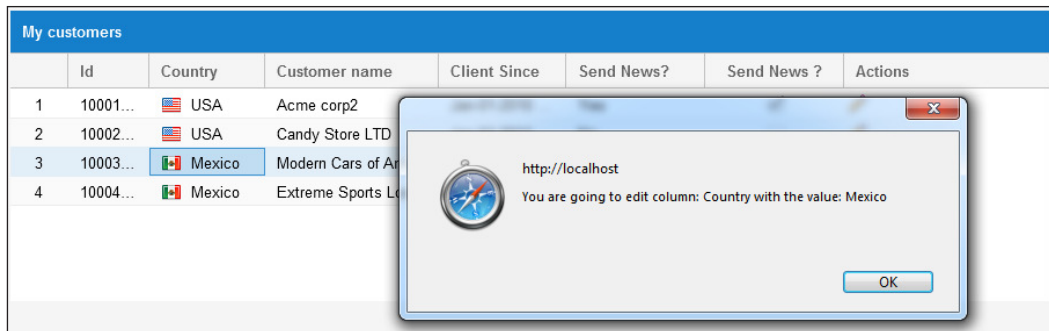 My customers
Id Country Customer name Client Since Send News? Send News ? Actions
1 10001... USA Acme corp2
2 10002... USA Candy Store LTD
3 10003... Mexico Modern Cars of
4 10004... Mexico Extreme Sports
http://localhost
You are going to edit column: Country with the value: Mexico
OK